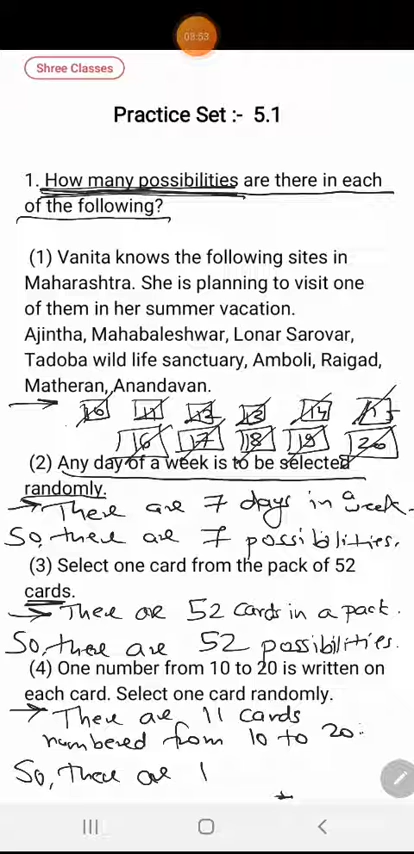 08:53
Shree Classes
Practice Set :- 5.1
1. How many possibilities are there in each
of the following?
(1) Vanita knows the following sites in
Maharashtra. She is planning to visit one
of them in her summer vacation.
Ajintha, Mahabaleshwar, Lonar Sarovar,
Tadoba wild life sanctuary, Amboli, Raigad,
Matheran, Anandavan.
→ 10 11 12 13 14 15
16 17 18 19 20
(2) Any day of a week is to be selected
randomly.
→ There are 7 days in a week.
So, there are 7 possibilities.
(3) Select one card from the pack of 52
cards.
→ There are 52 cards in a pack.
So, there are 52 possibilities.
(4) One number from 10 to 20 is written on
each card. Select one card randomly.
→ There are 11 cards
numbered from 10 to 20.
So, there are 1